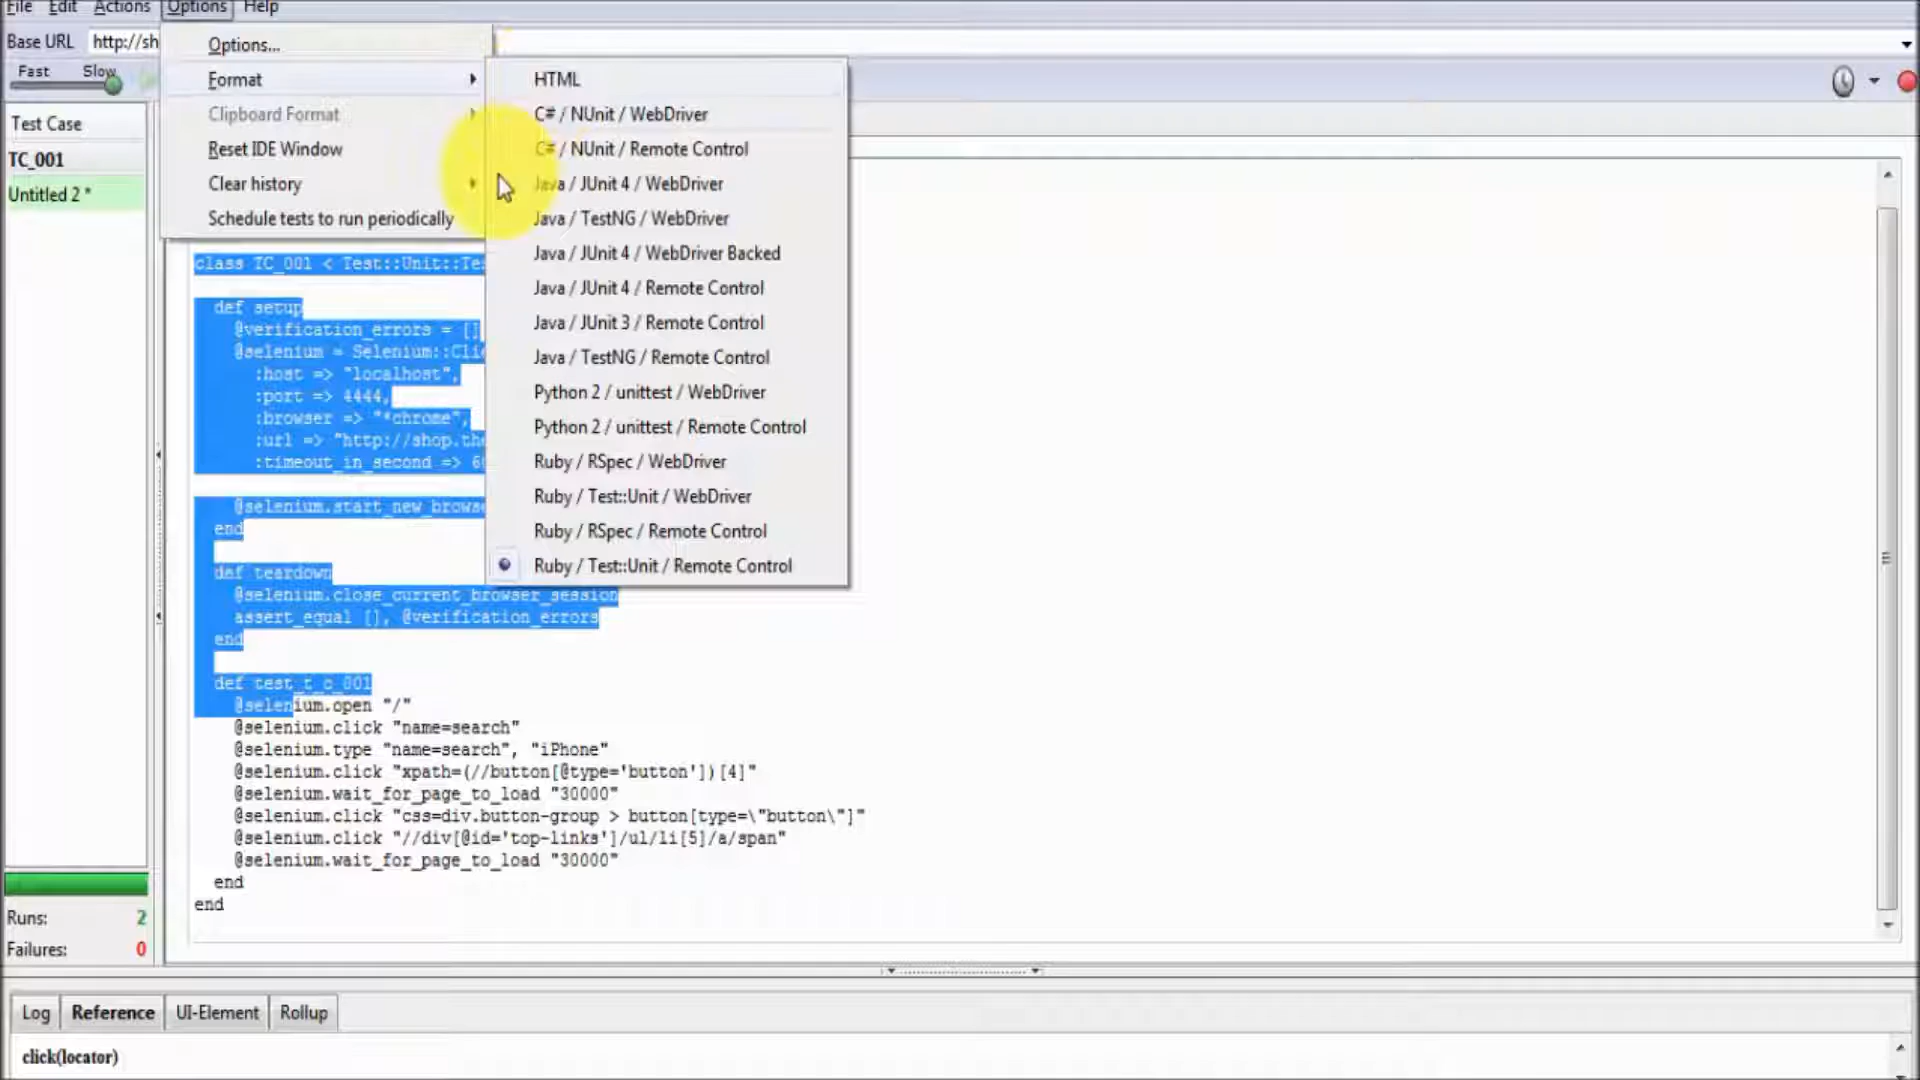 File Edit Actions Options Help
Base URL http://sh
Fast Slow
Options...
Format
Clipboard Format
Reset IDE Window
Clear history
Schedule tests to run periodically
HTML
C# / NUnit / WebDriver
C# / NUnit / Remote Control
Java / JUnit 4 / WebDriver
Java / TestNG / WebDriver
Java / JUnit 4 / WebDriver Backed
Java / JUnit 4 / Remote Control
Java / JUnit 3 / Remote Control
Java / TestNG / Remote Control
Python 2 / unittest / WebDriver
Python 2 / unittest / Remote Control
Ruby / RSpec / WebDriver
Ruby / Test::Unit / WebDriver
Ruby / RSpec / Remote Control
Ruby / Test::Unit / Remote Control
Test Case
TC_001
Untitled 2 *
class TC_001 < Test::Unit::Te
def setup
@verification_errors = []
@selenium = Selenium::Clie
:host => "localhost",
:port => 4444,
:browser => "*chrome",
:url => "http://shop.the
:timeout_in_second => 6
@selenium.start_new_browse
end
def teardown
@selenium.close_current_browser_session
assert_equal [], @verification_errors
end
def test_t_c_001
@selenium.open "/"
@selenium.click "name=search"
@selenium.type "name=search", "iPhone"
@selenium.click "xpath=(//button[@type='button'])[4]"
@selenium.wait_for_page_to_load "30000"
@selenium.click "css=div.button-group > button[type=\"button\"]"
@selenium.click "//div[@id='top-links']/ul/li[5]/a/span"
@selenium.wait_for_page_to_load "30000"
end
end
Runs: 2
Failures: 0
Log Reference UI-Element Rollup
click(locator)